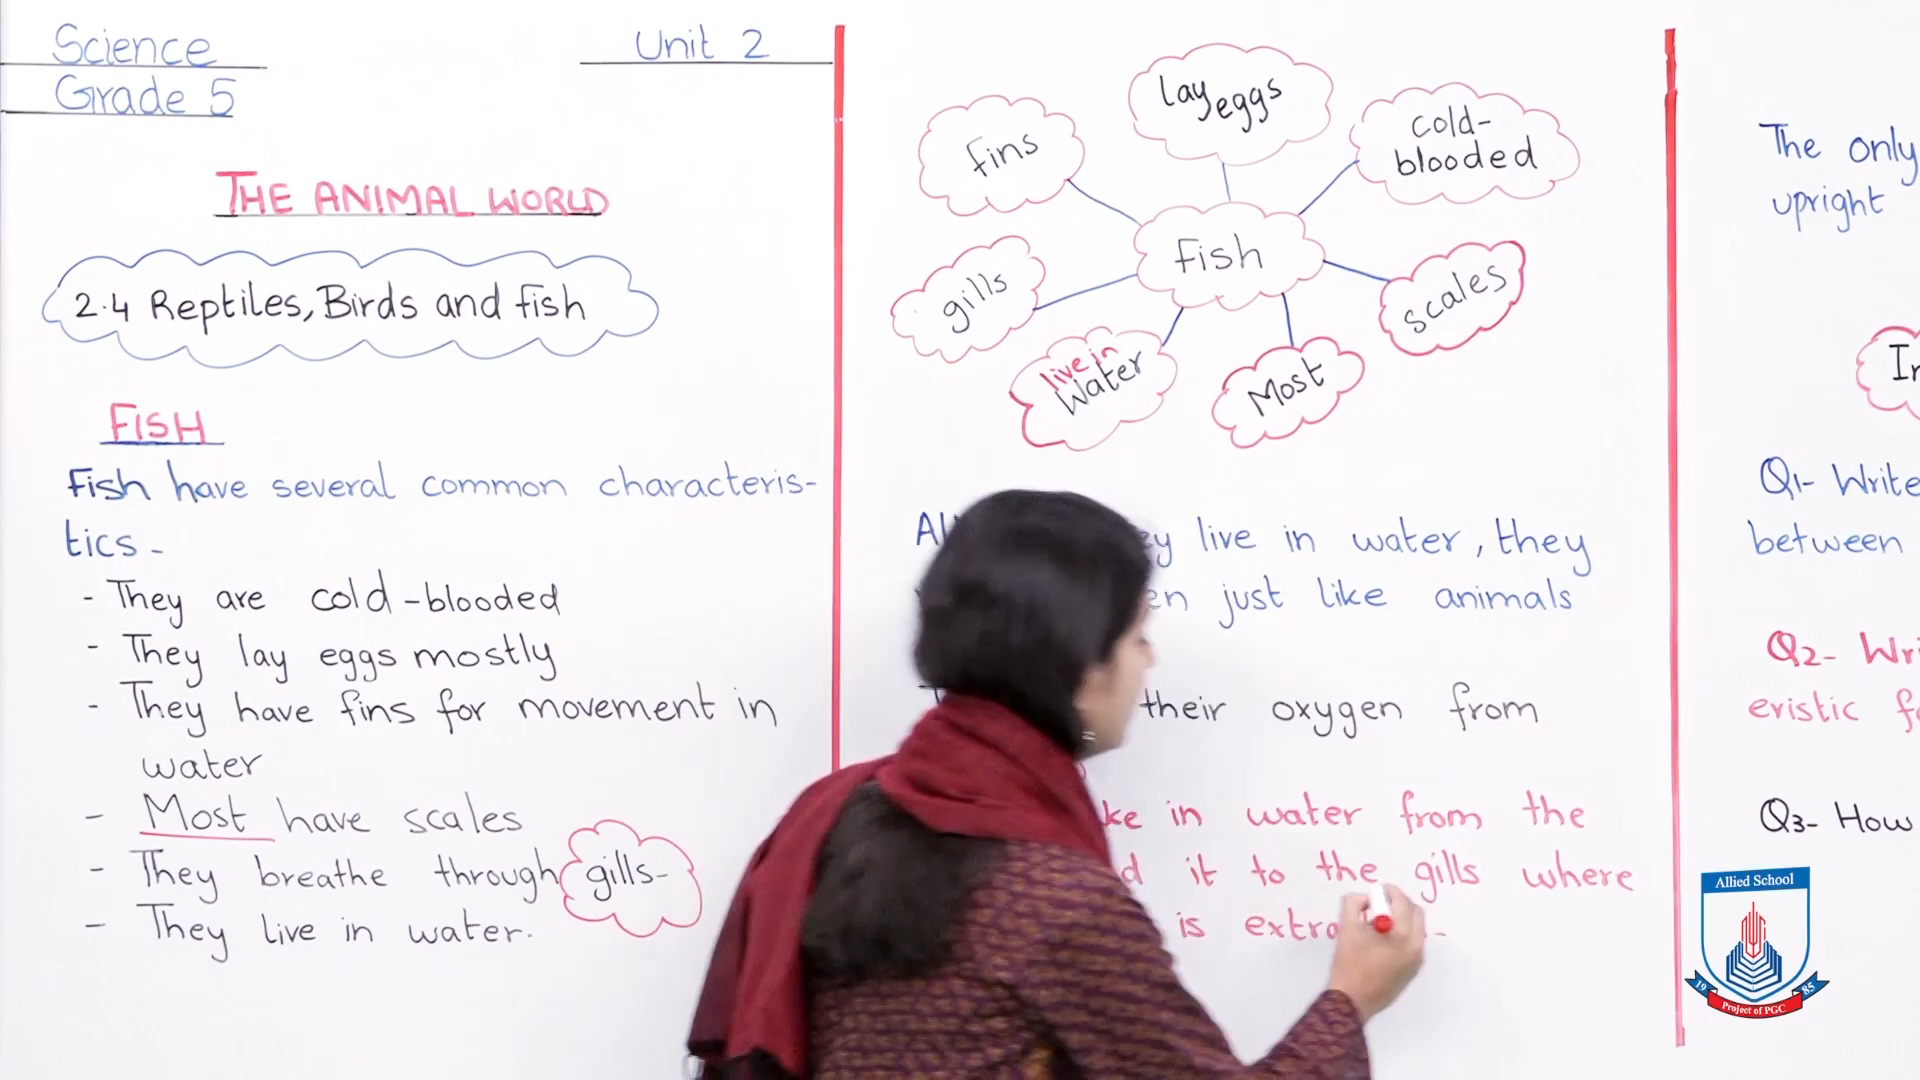 Science
Grade 5
Unit 2
THE ANIMAL WORLD
2.4 Reptiles, Birds and fish
FISH
Fish have several common characteris-
tics-
- They are cold-blooded
- They lay eggs mostly
- They have fins for movement in
water
- Most have scales
- They breathe through gills-
- They live in water.
lay eggs
fins
cold-
blooded
fish
gills
scales
live in
water
Most
live in water, they
just like animals
their oxygen from
in water from the
it to the gills where
is
The only
upright
Q1- Write
between
Q2-
eristic
Q3- How
Allied School
19 85
Project of PGC